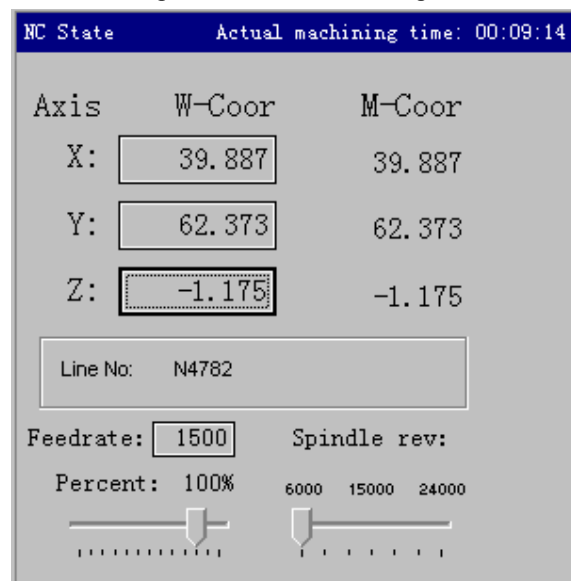 NC State Actual machining time: 00:09:14
Axis W-Coor M-Coor
X: 39.887 39.887
Y: 62.373 62.373
Z: -1.175 -1.175
Line No: N4782
Feedrate: 1500 Spindle rev:
Percent: 100% 6000 15000 24000